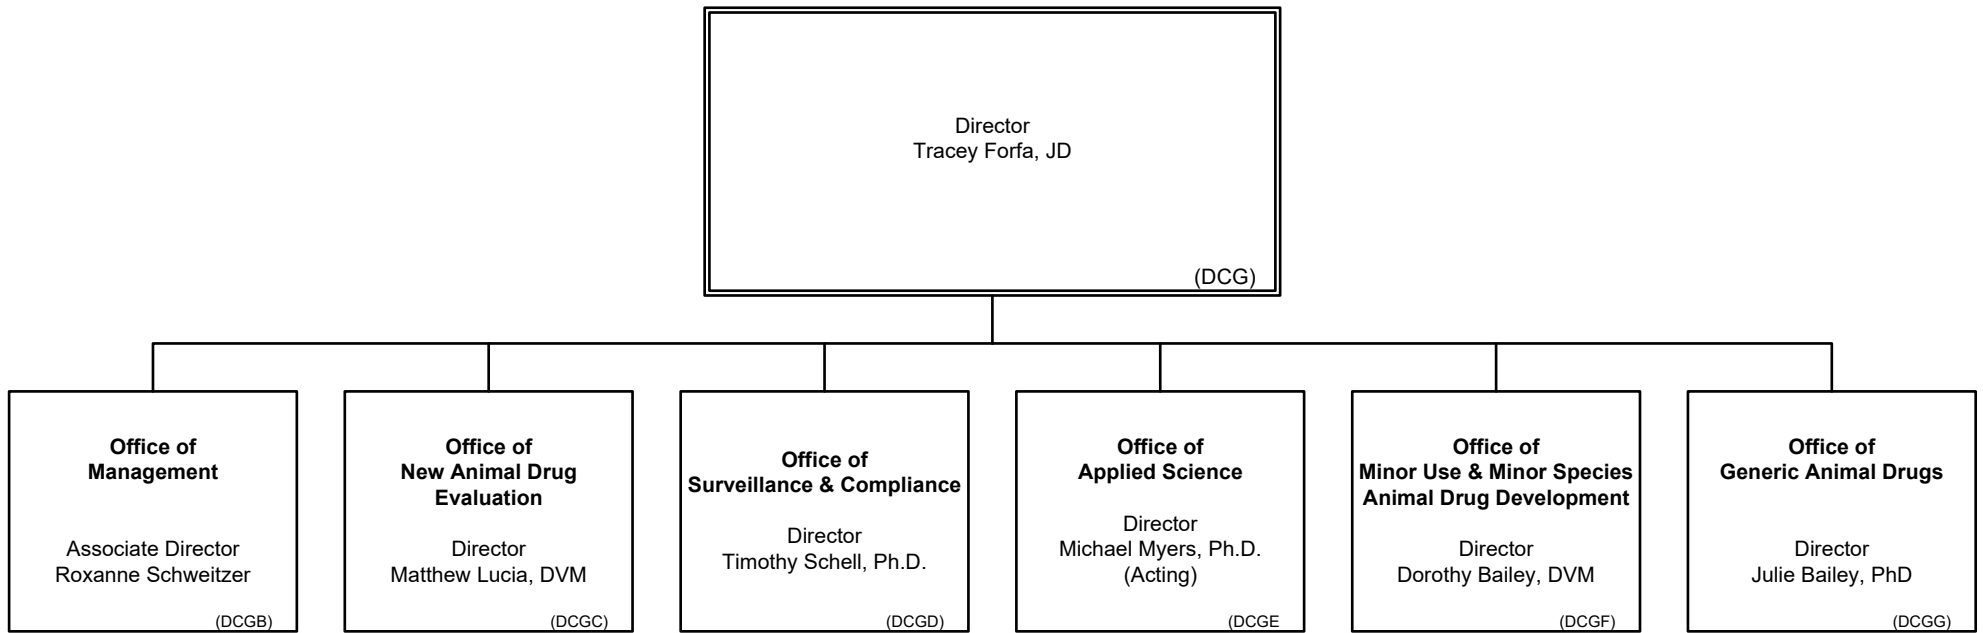 Director
Tracey Forfa, JD
(DCG)
Office of
Management
Associate Director
Roxanne Schweitzer
(DCGB)
Office of
New Animal Drug
Evaluation
Director
Matthew Lucia, DVM
(DCGC)
Office of
Surveillance & Compliance
Director
Timothy Schell, Ph.D.
(DCGD)
Office of
Applied Science
Director
Michael Myers, Ph.D.
(Acting)
(DCGE
Office of
Minor Use & Minor Species
Animal Drug Development
Director
Dorothy Bailey, DVM
(DCGF)
Office of
Generic Animal Drugs
Director
Julie Bailey, PhD
(DCGG)